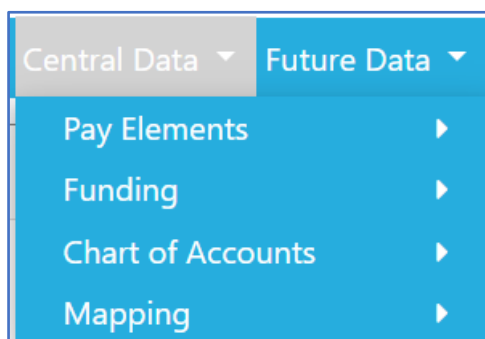 Central Data Future Data
Pay Elements
Funding
Chart of Accounts
Mapping